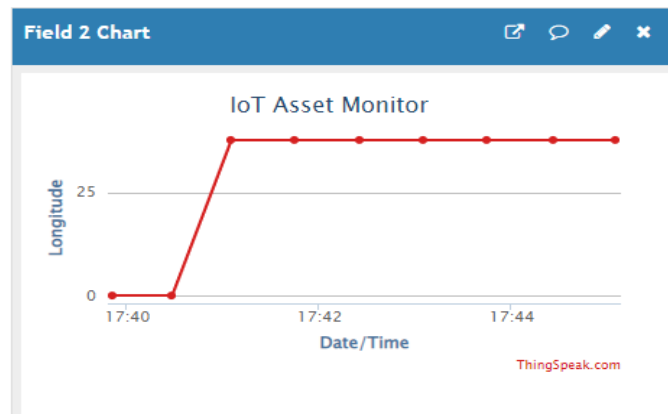 Field 2 Chart
IoT Asset Monitor
Longitude
25
0
17:40 17:42 17:44
Date/Time
ThingSpeak.com